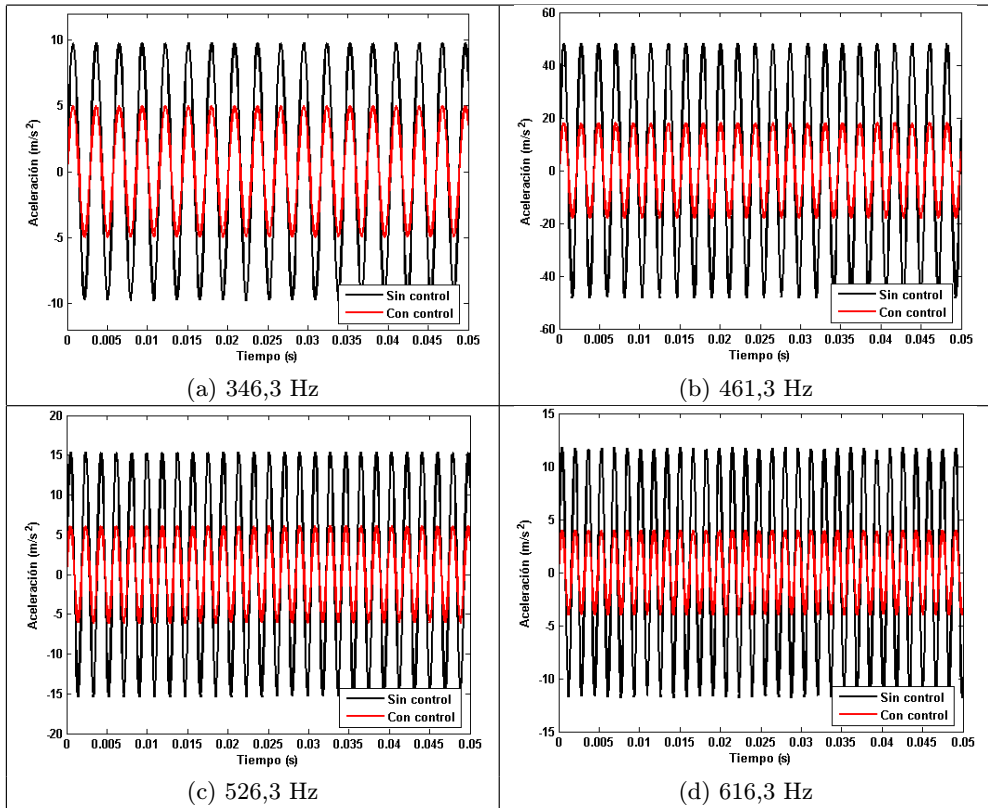 10
5
0
-5
-10
Aceleración (m/s²)
0 0.005 0.01 0.015 0.02 0.025 0.03 0.035 0.04 0.045 0.05
Tiempo (s)
Sin control
Con control
(a) 346,3 Hz
60
40
20
0
-20
-40
-60
Aceleración (m/s²)
0 0.005 0.01 0.015 0.02 0.025 0.03 0.035 0.04 0.045 0.05
Tiempo (s)
Sin control
Con control
(b) 461,3 Hz
20
15
10
5
0
-5
-10
-15
-20
Aceleración (m/s²)
0 0.005 0.01 0.015 0.02 0.025 0.03 0.035 0.04 0.045 0.05
Tiempo (s)
Sin control
Con control
(c) 526,3 Hz
15
10
5
0
-5
-10
-15
Aceleración (m/s²)
0 0.005 0.01 0.015 0.02 0.025 0.03 0.035 0.04 0.045 0.05
Tiempo (s)
Sin control
Con control
(d) 616,3 Hz